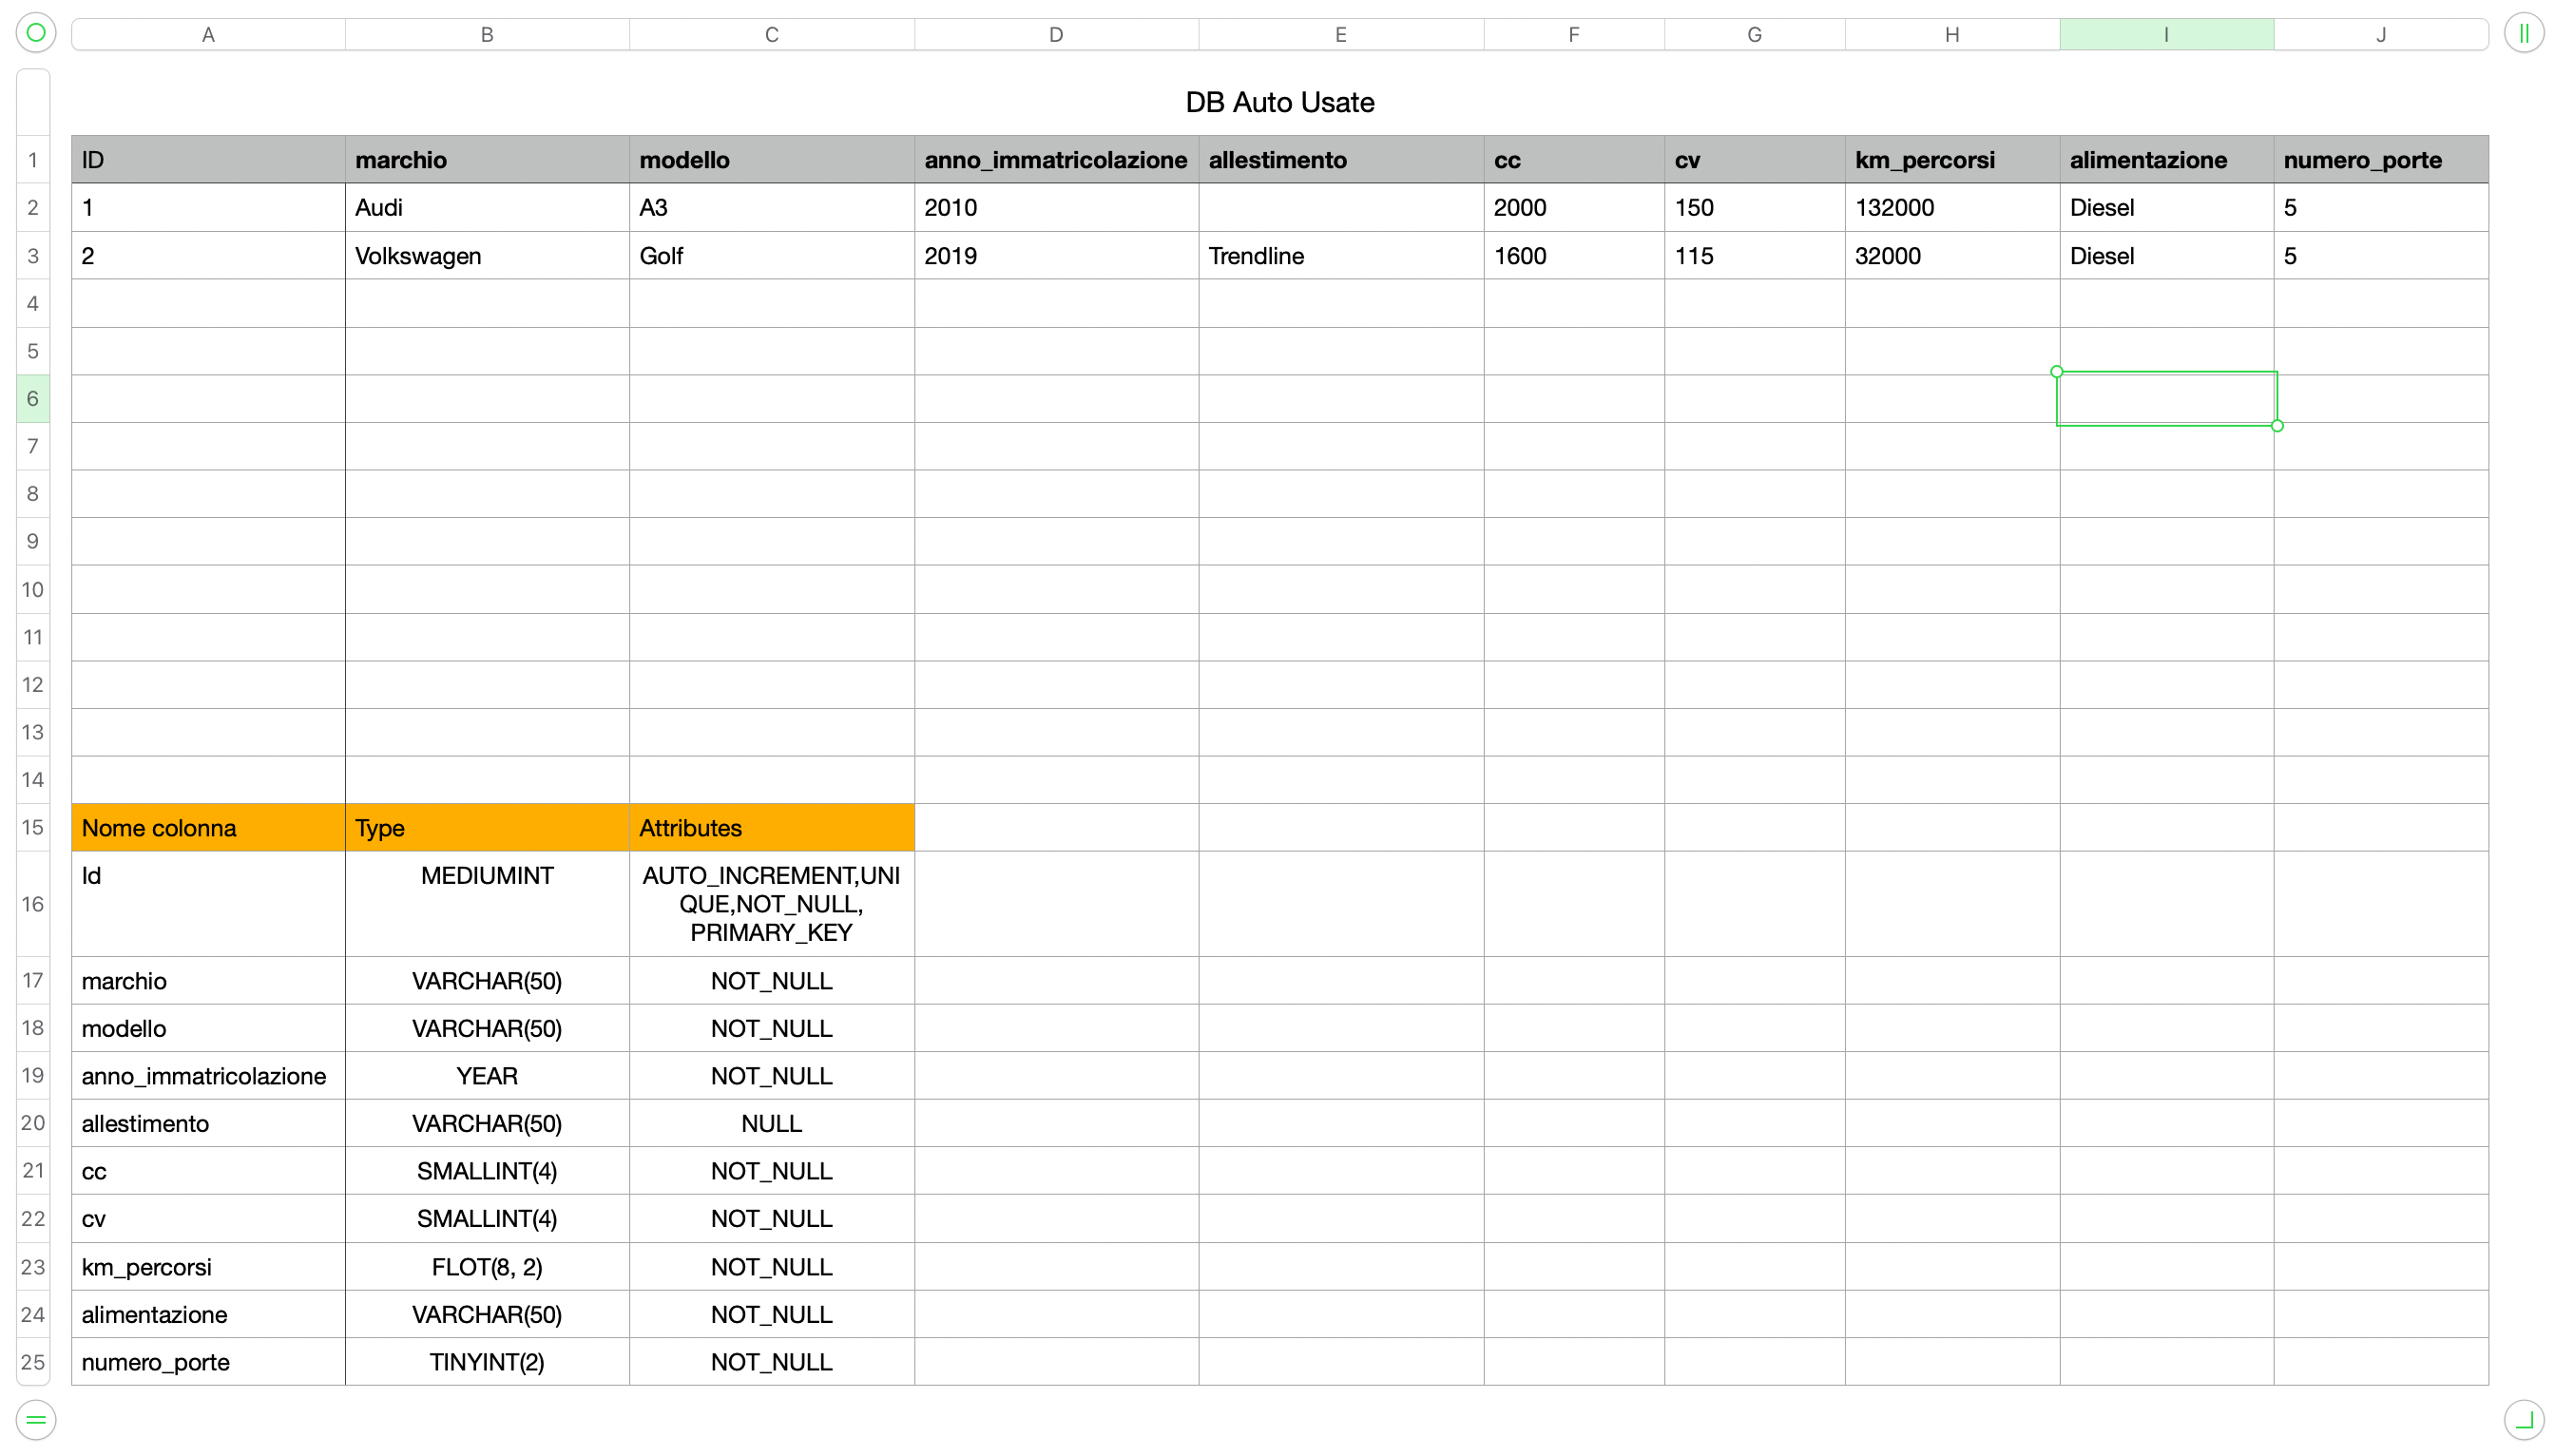 A B C D E F G H I J
DB Auto Usate
1 ID marchio modello anno_immatricolazione allestimento cc cv km_percorsi alimentazione numero_porte
2 1 Audi A3 2010 2000 150 132000 Diesel 5
3 2 Volkswagen Golf 2019 Trendline 1600 115 32000 Diesel 5
4
5
6
7
8
9
10
11
12
13
14
15 Nome colonna Type Attributes
16 Id MEDIUMINT AUTO_INCREMENT,UNI
QUE,NOT_NULL,
PRIMARY_KEY
17 marchio VARCHAR(50) NOT_NULL
18 modello VARCHAR(50) NOT_NULL
19 anno_immatricolazione YEAR NOT_NULL
20 allestimento VARCHAR(50) NULL
21 cc SMALLINT(4) NOT_NULL
22 cv SMALLINT(4) NOT_NULL
23 km_percorsi FLOT(8, 2) NOT_NULL
24 alimentazione VARCHAR(50) NOT_NULL
25 numero_porte TINYINT(2) NOT_NULL